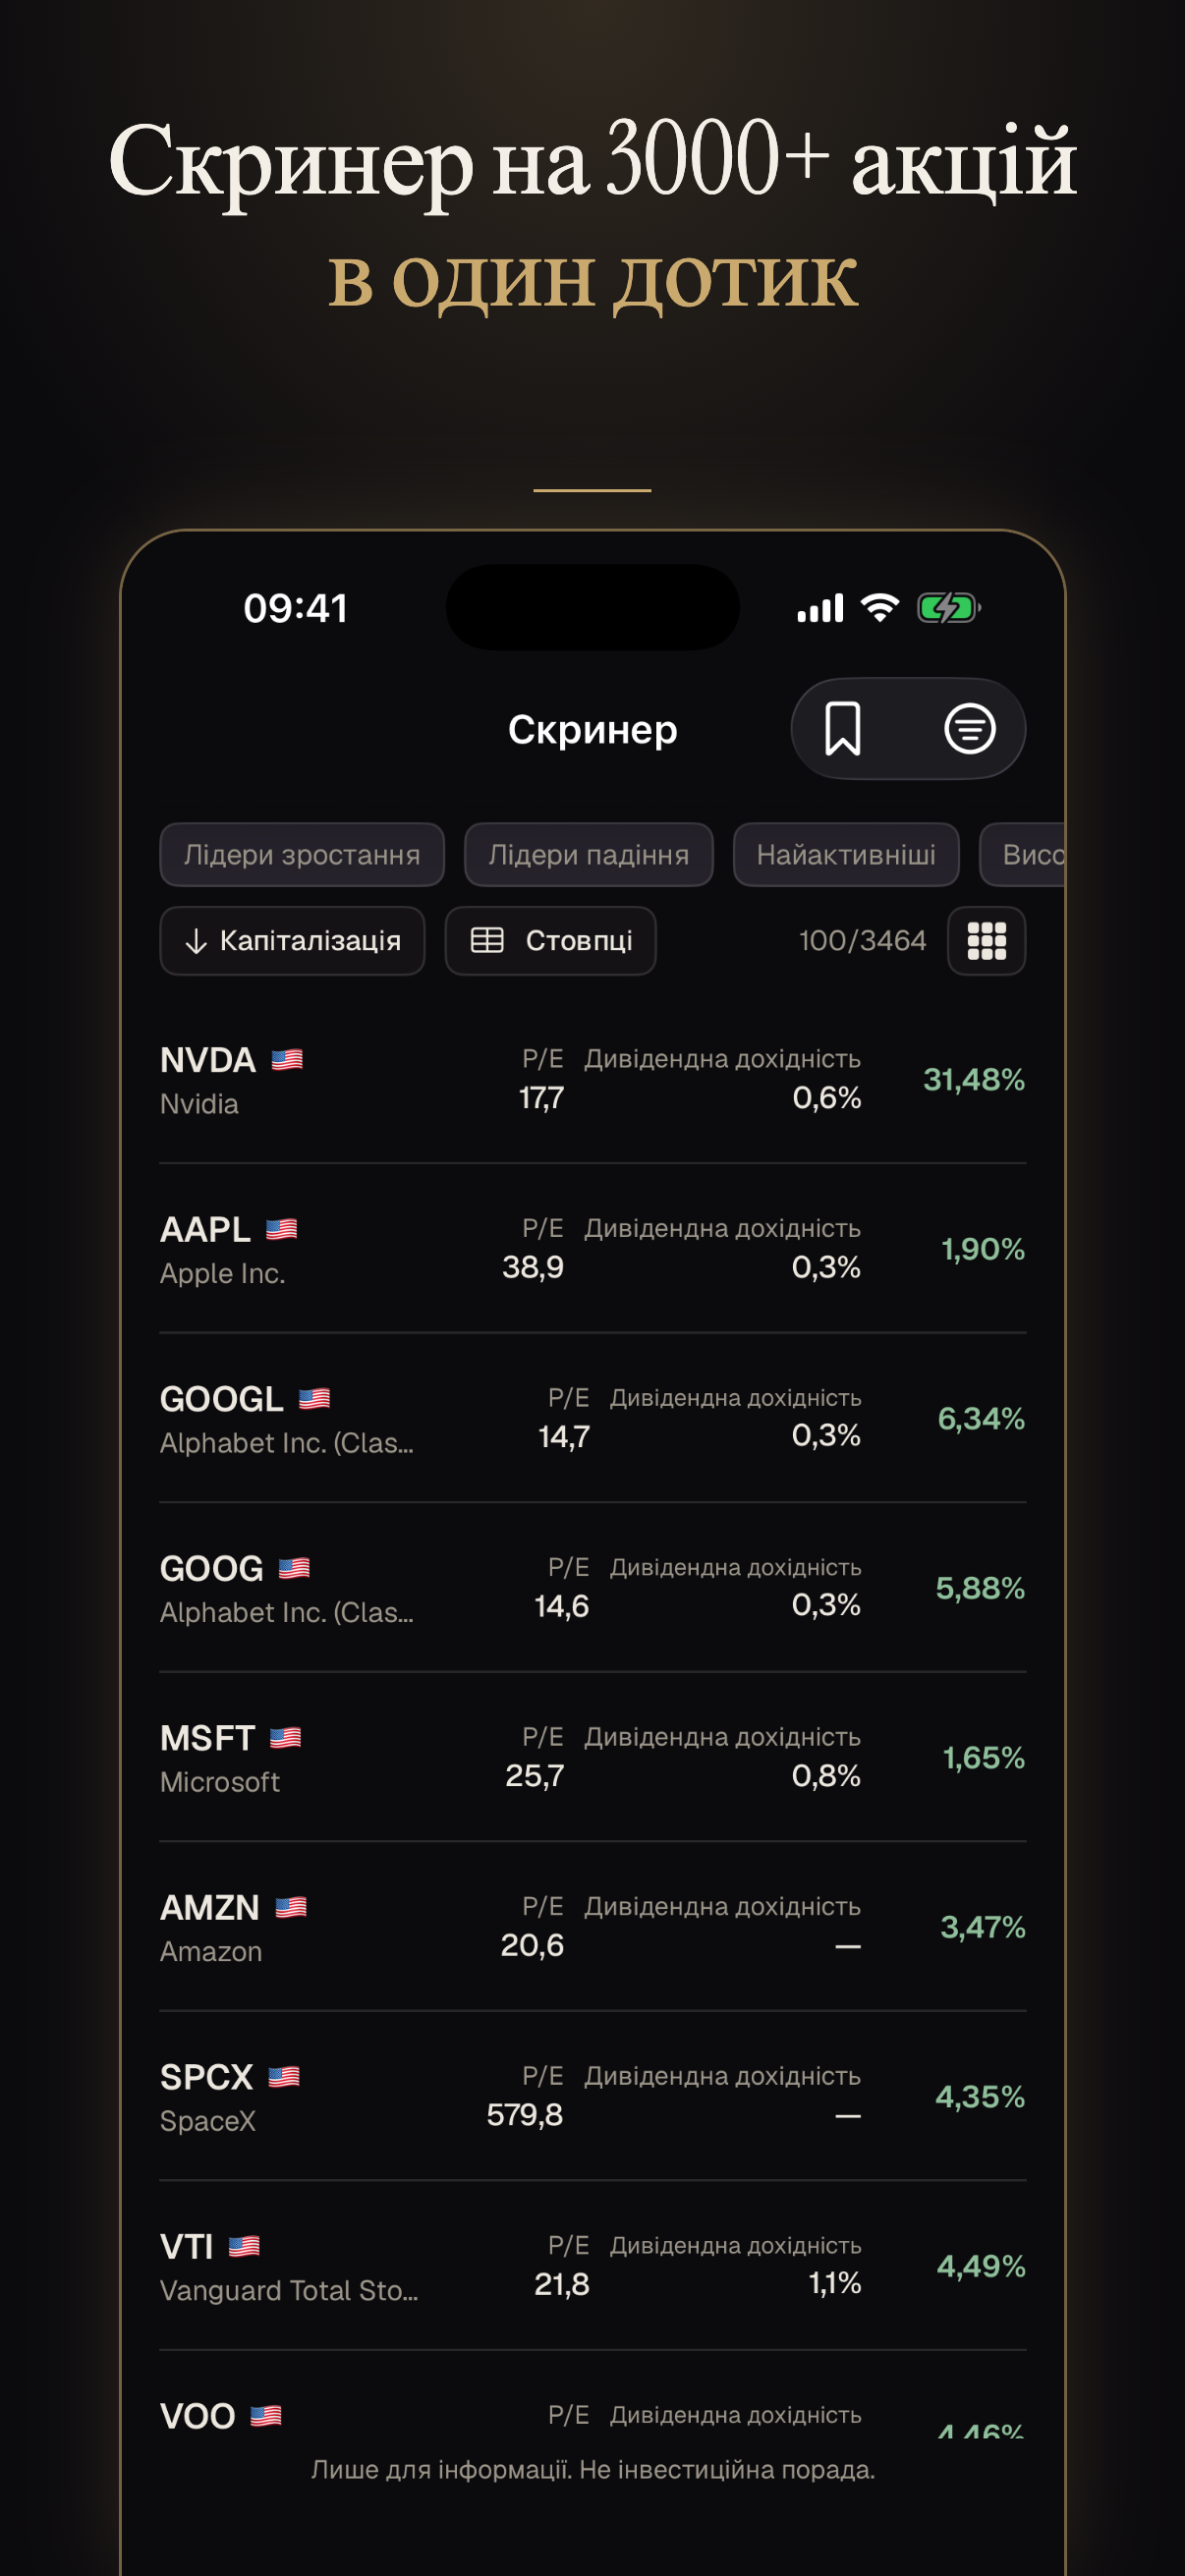 Скринер на 3000+ акцій
в один дотик
09:41
Скринер
Лідери зростання Лідери падіння Найактивніші Висо
↓ Капіталізація Стовпці 100/3464
NVDA P/E Дивідендна дохідність 31,48%
Nvidia 17,7 0,6%
AAPL P/E Дивідендна дохідність 1,90%
Apple Inc. 38,9 0,3%
GOOGL P/E Дивідендна дохідність 6,34%
Alphabet Inc. (Clas... 14,7 0,3%
GOOG P/E Дивідендна дохідність 5,88%
Alphabet Inc. (Clas... 14,6 0,3%
MSFT P/E Дивідендна дохідність 1,65%
Microsoft 25,7 0,8%
AMZN P/E Дивідендна дохідність 3,47%
Amazon 20,6 —
SPCX P/E Дивідендна дохідність 4,35%
SpaceX 579,8 —
VTI P/E Дивідендна дохідність 4,49%
Vanguard Total Sto... 21,8 1,1%
VOO P/E Дивідендна дохідність 4,46%
Лише для інформації. Не інвестиційна порада.